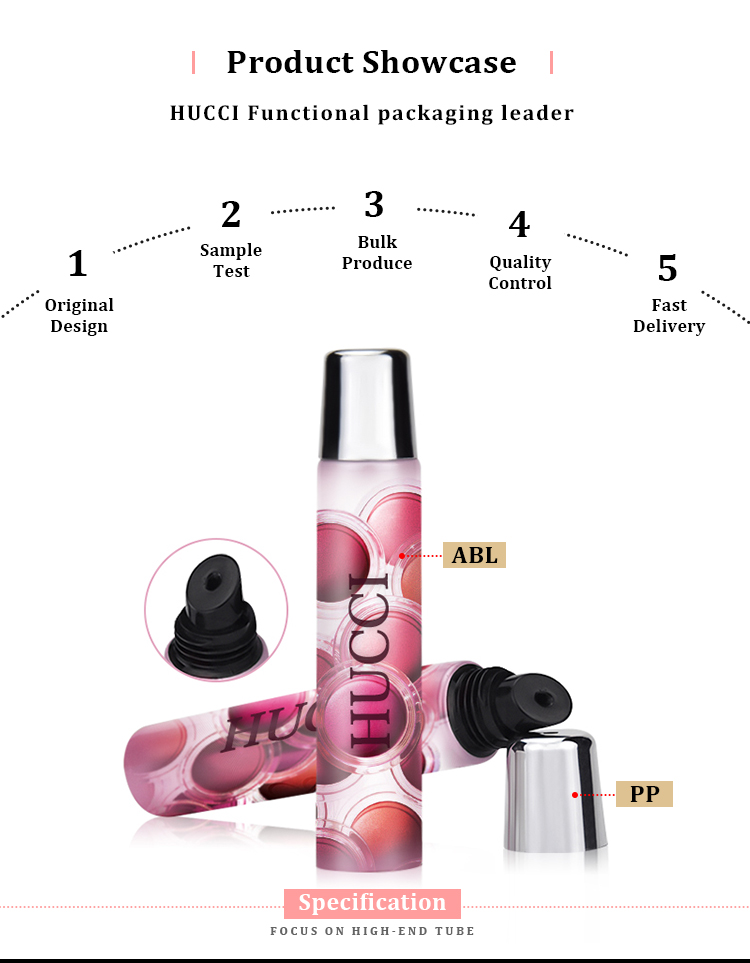 Product Showcase
HUCCI Functional packaging leader
1
Original
Design
2
Sample
Test
3
Bulk
Produce
4
Quality
Control
5
Fast
Delivery
ABL
HUCCI
HUC
PP
Specification
FOCUS ON HIGH-END TUBE